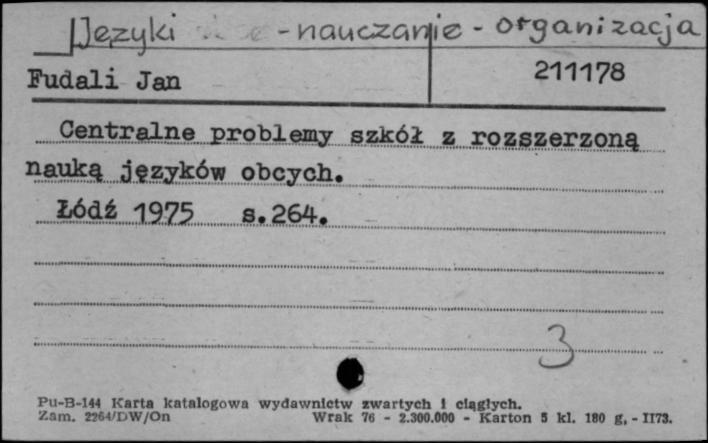 Języki - nauczanie - organizacja
Fudali Jan
211178
Centralne problemy szkół z rozszerzoną
nauką języków obcych.
Łódź 1975 s.264.
3
Pu-B-144 Karta katalogowa wydawnictw zwartych i ciągłych.
Zam. 2264/DW/On Wrak 76 - 2.300.000 - Karton 5 kl. 180 g, - II73.